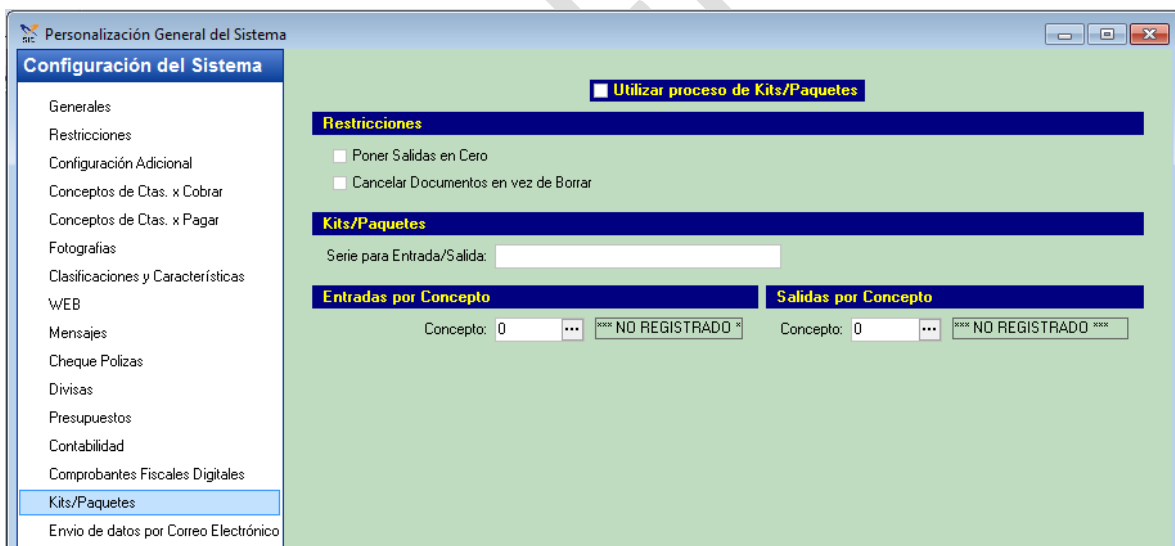 SIC Personalización General del Sistema
Configuración del Sistema
Generales
Restricciones
Configuración Adicional
Conceptos de Ctas. x Cobrar
Conceptos de Ctas. x Pagar
Fotografias
Clasificaciones y Características
WEB
Mensajes
Cheque Polizas
Divisas
Presupuestos
Contabilidad
Comprobantes Fiscales Digitales
Kits/Paquetes
Envio de datos por Correo Electrónico
Utilizar proceso de Kits/Paquetes
Restricciones
Poner Salidas en Cero
Cancelar Documentos en vez de Borrar
Kits/Paquetes
Serie para Entrada/Salida:
Entradas por Concepto
Concepto: 0 ... *** NO REGISTRADO *
Salidas por Concepto
Concepto: 0 ... *** NO REGISTRADO ***